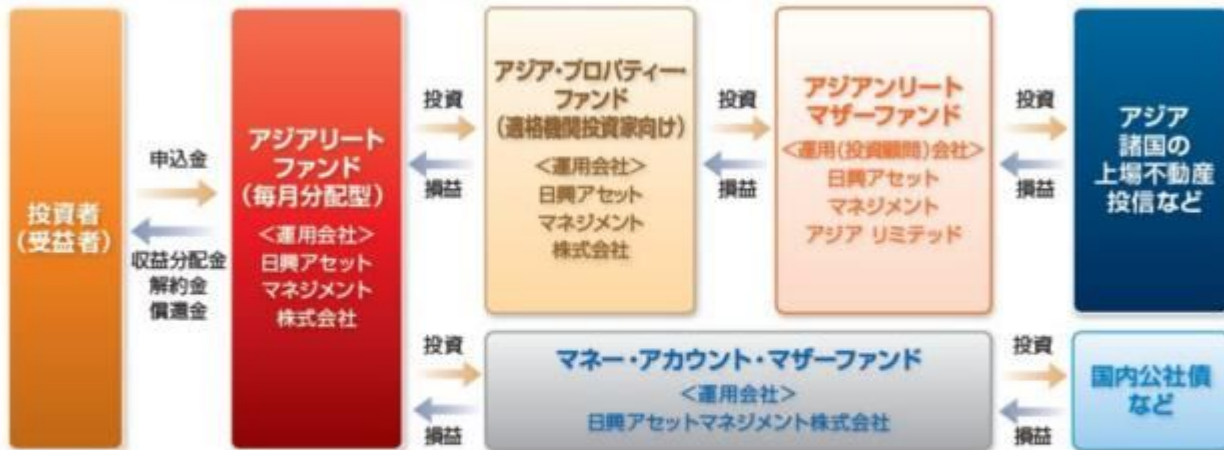 投資者
(受益者)
申込金
収益分配金
解約金
償還金
アジアリート
ファンド
(毎月分配型)
<運用会社>
日興アセット
マネジメント
株式会社
投資
損益
アジア・プロパティー・
ファンド
(適格機関投資家向け)
<運用会社>
日興アセット
マネジメント
株式会社
投資
損益
アジアンリート
マザーファンド
<運用(投資顧問)会社>
日興アセット
マネジメント
アジア リミテッド
投資
損益
アジア
諸国の
上場不動産
投信など
投資
損益
マネー・アカウント・マザーファンド
<運用会社>
日興アセットマネジメント株式会社
投資
損益
国内公社債
など